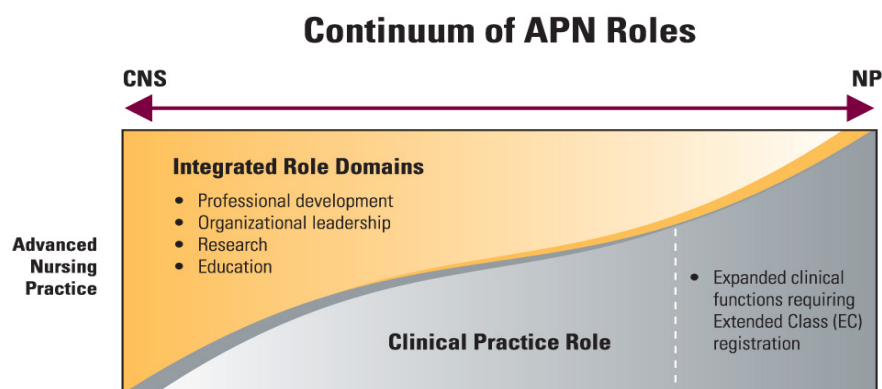 Continuum of APN Roles
CNS
NP
Integrated Role Domains
• Professional development
• Organizational leadership
• Research
• Education
Advanced
Nursing
Practice
• Expanded clinical
functions requiring
Extended Class (EC)
registration
Clinical Practice Role